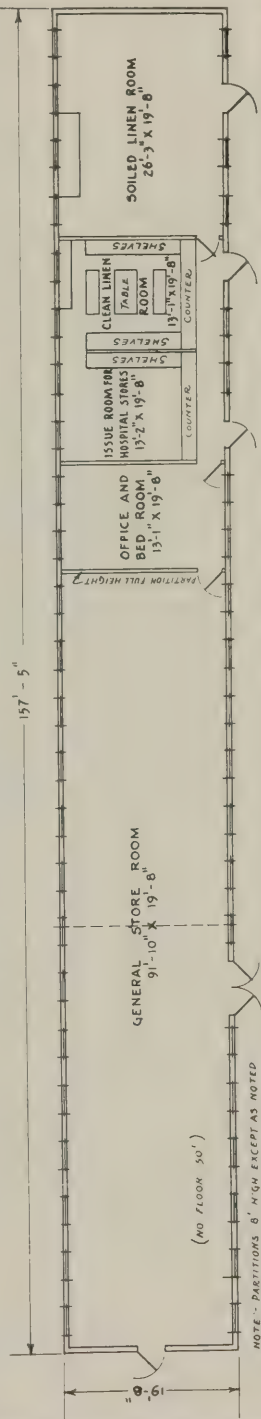 157'-5"
SOILED LINEN ROOM
26'-3" X 19'-8"
SHELVES
CLEAN LINEN
TABLE
ROOM
13'-1" X 19'-8"
COUNTER
SHELVES
SHELVES
ISSUE ROOM FOR
HOSPITAL STORES
13'-2" X 19'-8"
COUNTER
OFFICE AND
BED ROOM
13'-1" X 19'-8"
(PARTITION FULL HEIGHT)
GENERAL STORE ROOM
91'-10" X 19'-8"
(NO FLOOR 50')
19'-8"
NOTE:- PARTITIONS 8' HIGH EXCEPT AS NOTED